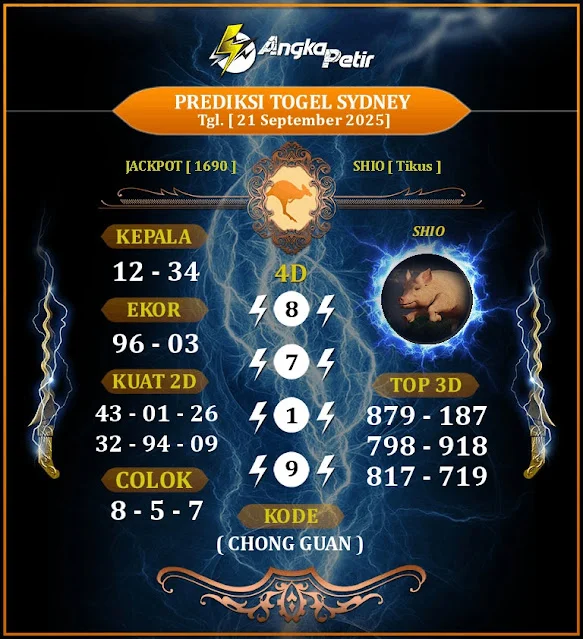 Angka Petir
PREDIKSI TOGEL SYDNEY
Tgl. [ 21 September 2025]
JACKPOT [ 1690 ]
SHIO [ Tikus ]
KEPALA
12 - 34
EKOR
96 - 03
KUAT 2D
43 - 01 - 26
32 - 94 - 09
COLOK
8 - 5 - 7
4D
8
7
1
9
KODE
( CHONG GUAN )
SHIO
TOP 3D
879 - 187
798 - 918
817 - 719